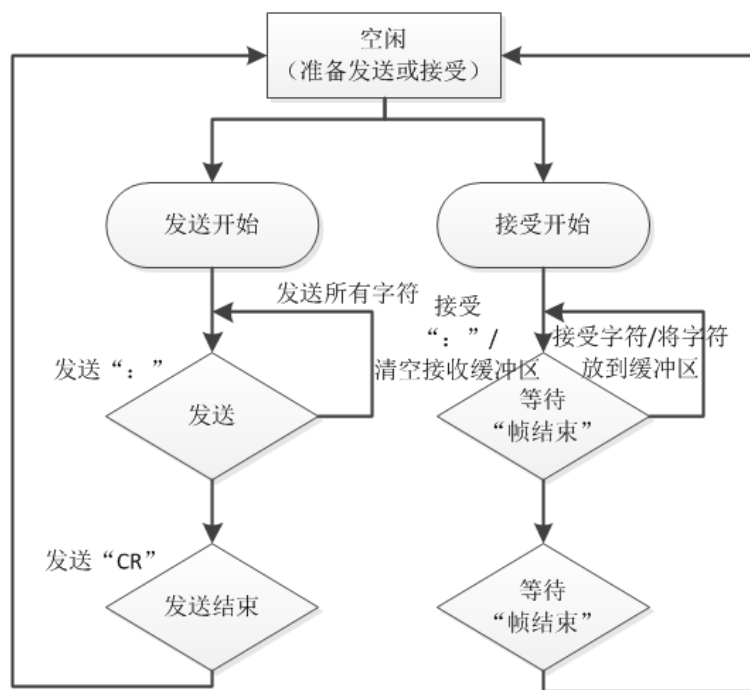 空闲
（准备发送或接受）
发送开始
接受开始
发送所有字符
发送“：”
发送
接受
“：”/
清空接收缓冲区
接受字符/将字符
放到缓冲区
等待
“帧结束”
发送“CR”
发送结束
等待
“帧结束”